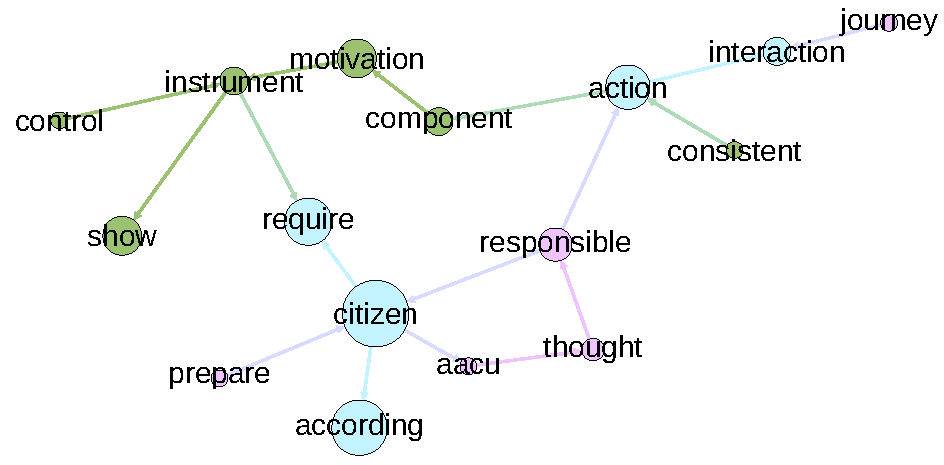 journey
interaction
motivation
instrument
action
control
component
consistent
require
show
responsible
citizen
thought
aacu
prepare
according